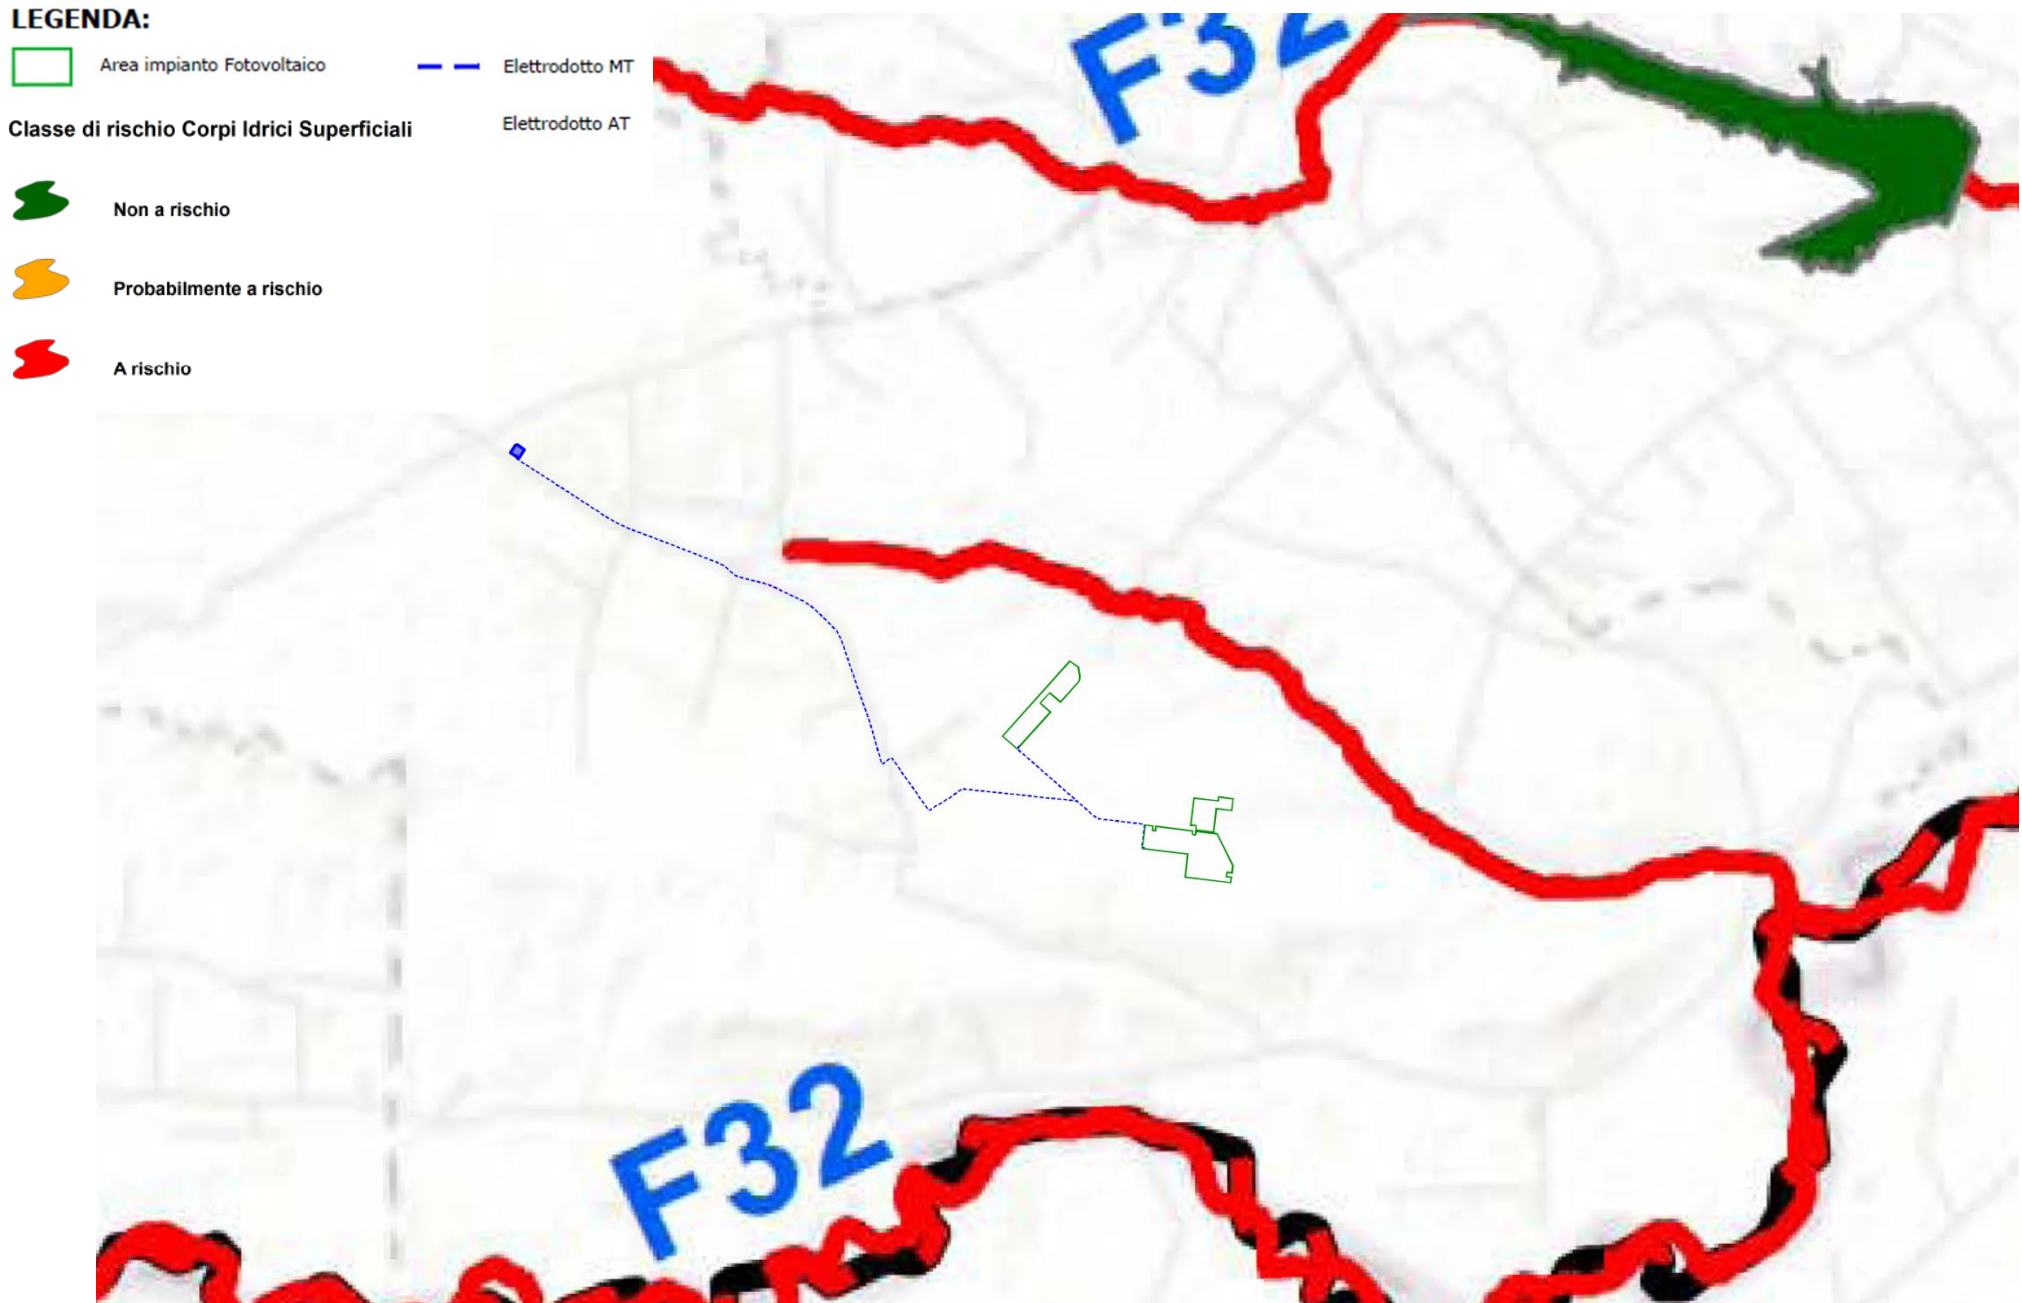 LEGENDA:
Area impianto Fotovoltaico
Elettrodotto MT
Classe di rischio Corpi Idrici Superficiali
Elettrodotto AT
Non a rischio
Probabilmente a rischio
A rischio
F32
F32